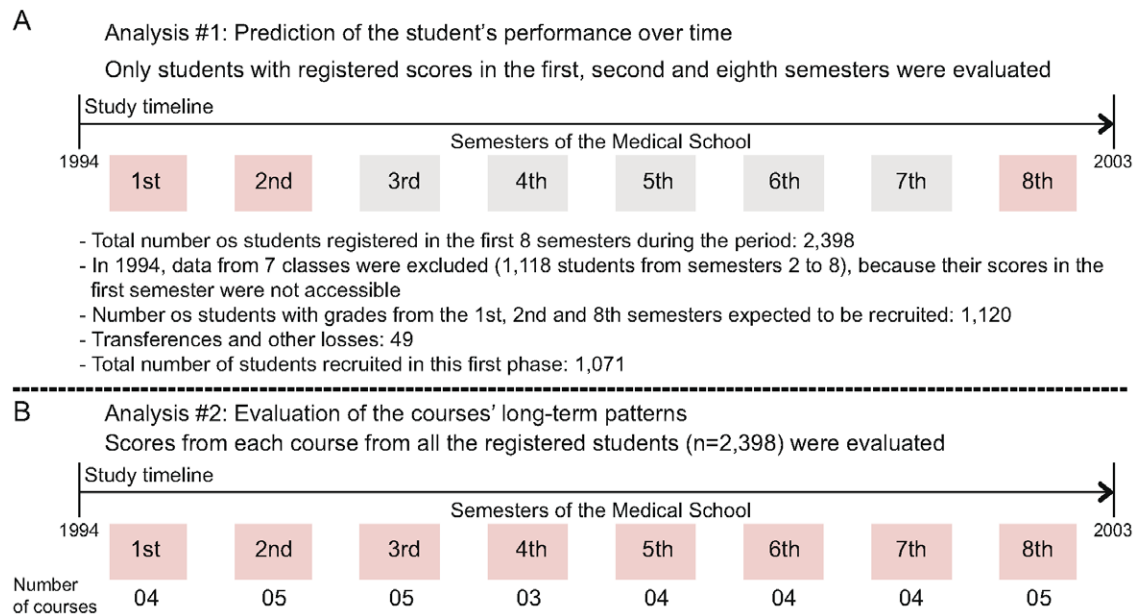 A
Analysis #1: Prediction of the student's performance over time
Only students with registered scores in the first, second and eighth semesters were evaluated
Study timeline
Semesters of the Medical School
1994
2003
1st 2nd 3rd 4th 5th 6th 7th 8th
- Total number os students registered in the first 8 semesters during the period: 2,398
- In 1994, data from 7 classes were excluded (1,118 students from semesters 2 to 8), because their scores in the
first semester were not accessible
- Number os students with grades from the 1st, 2nd and 8th semesters expected to be recruited: 1,120
- Transferences and other losses: 49
- Total number of students recruited in this first phase: 1,071
B
Analysis #2: Evaluation of the courses' long-term patterns
Scores from each course from all the registered students (n=2,398) were evaluated
Study timeline
Semesters of the Medical School
1994
2003
1st 2nd 3rd 4th 5th 6th 7th 8th
Number
of courses
04 05 05 03 04 04 04 05